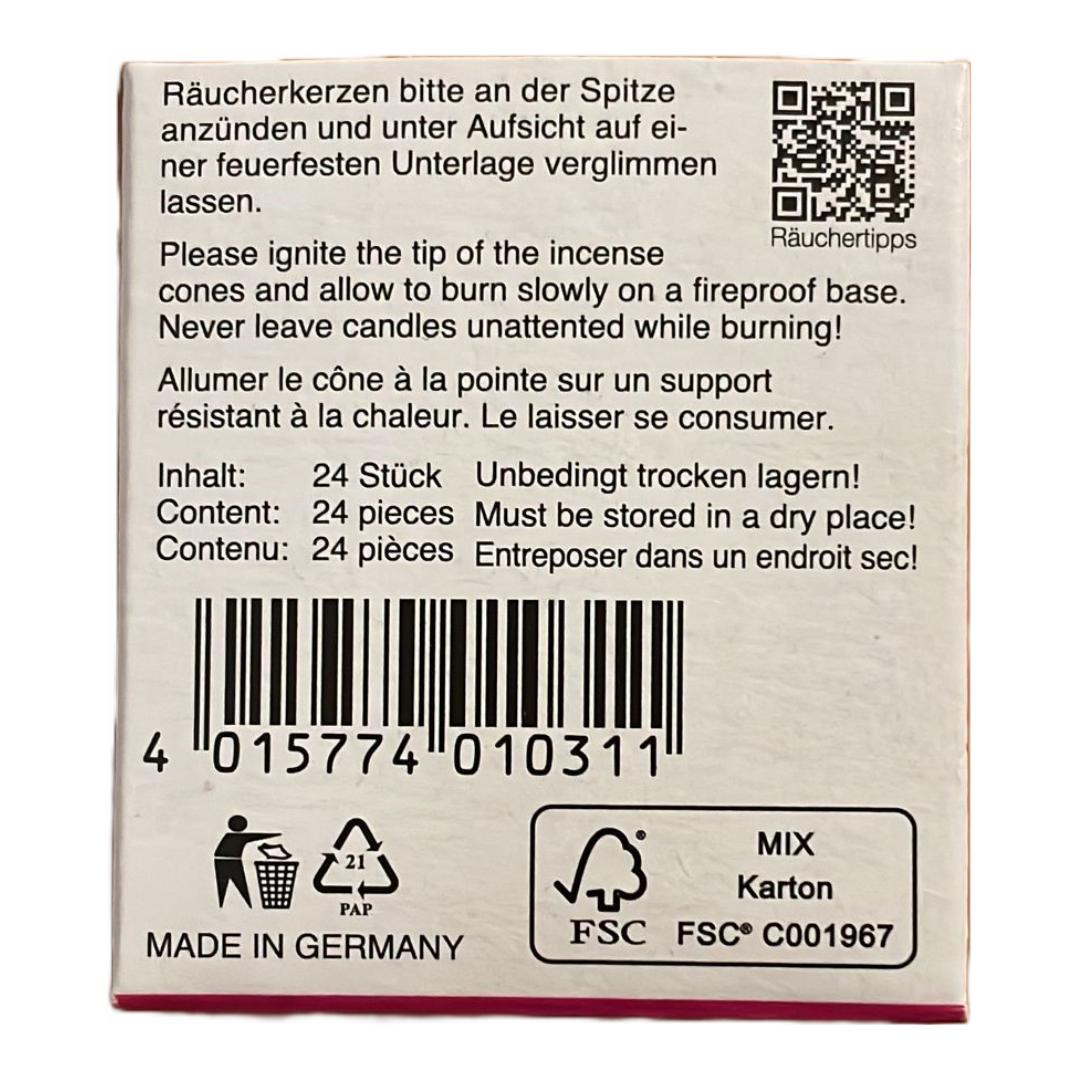 Räucherkerzen bitte an der Spitze
anzünden und unter Aufsicht auf ei-
ner feuerfesten Unterlage verglimmen
lassen.
Räuchertipps
Please ignite the tip of the incense
cones and allow to burn slowly on a fireproof base.
Never leave candles unattented while burning!
Allumer le cône à la pointe sur un support
résistant à la chaleur. Le laisser se consumer.
Inhalt: 24 Stück Unbedingt trocken lagern!
Content: 24 pieces Must be stored in a dry place!
Contenu: 24 pièces Entreposer dans un endroit sec!
4 015774 010311
21
PAP
MADE IN GERMANY
FSC
MIX
Karton
FSC® C001967